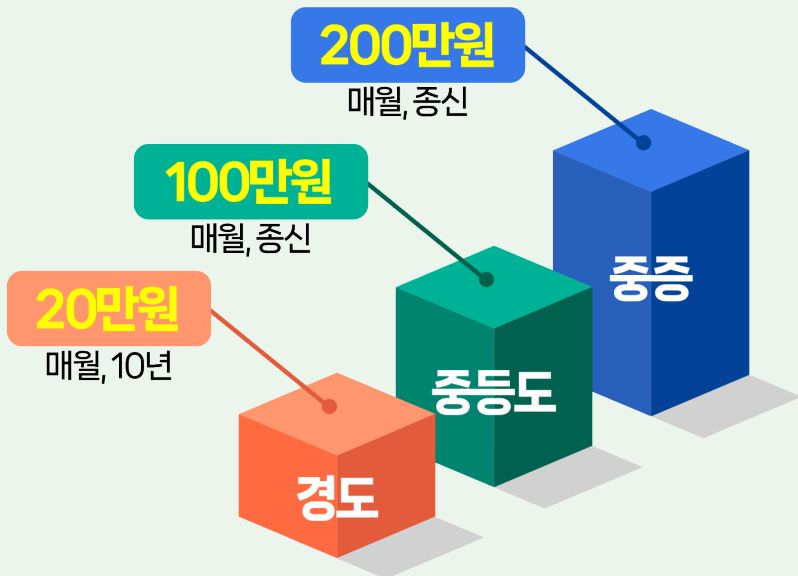 200만원
매월, 종신
100만원
매월, 종신
20만원
매월, 10년
중증
중등도
경도